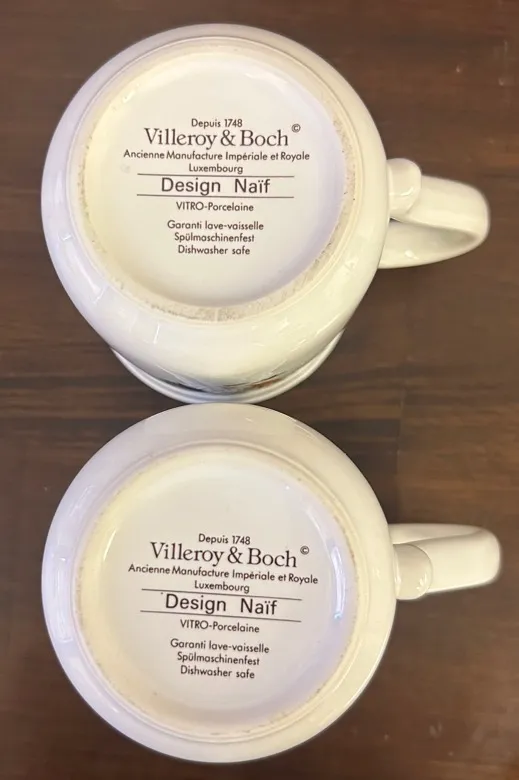 Depuis 1748
Villeroy & Boch ©
Ancienne Manufacture Impériale et Royale
Luxembourg
Design Naïf
VITRO-Porcelaine
Garanti lave-vaisselle
Spülmaschinenfest
Dishwasher safe
Depuis 1748
Villeroy & Boch ©
Ancienne Manufacture Impériale et Royale
Luxembourg
Design Naïf
VITRO-Porcelaine
Garanti lave-vaisselle
Spülmaschinenfest
Dishwasher safe